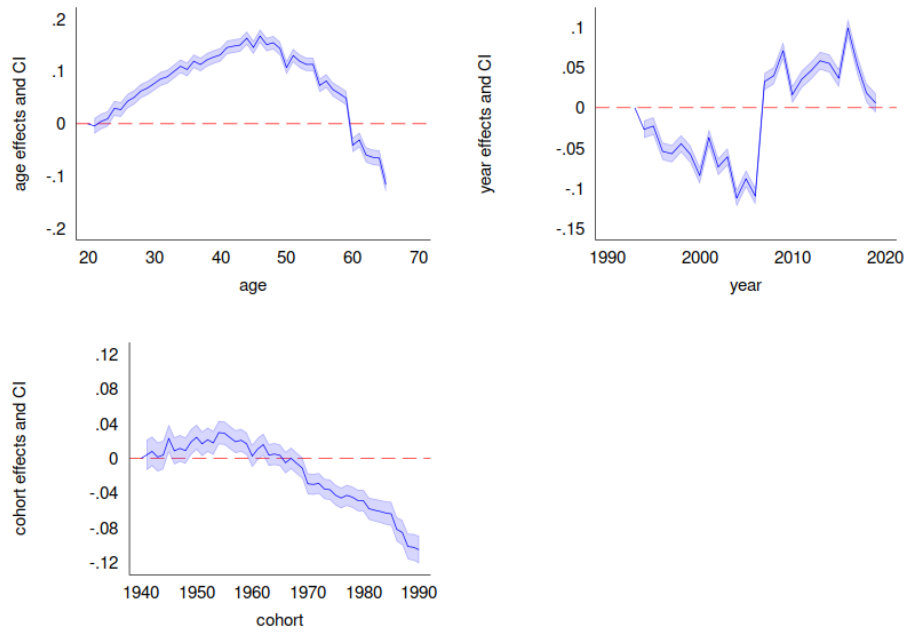 age effects and CI
.2
.1
0
-.1
-.2
20 30 40 50 60 70
age
year effects and CI
.1
.05
0
-.05
-.1
-.15
1990 2000 2010 2020
year
cohort effects and CI
.12
.08
.04
0
-.04
-.08
-.12
1940 1950 1960 1970 1980 1990
cohort